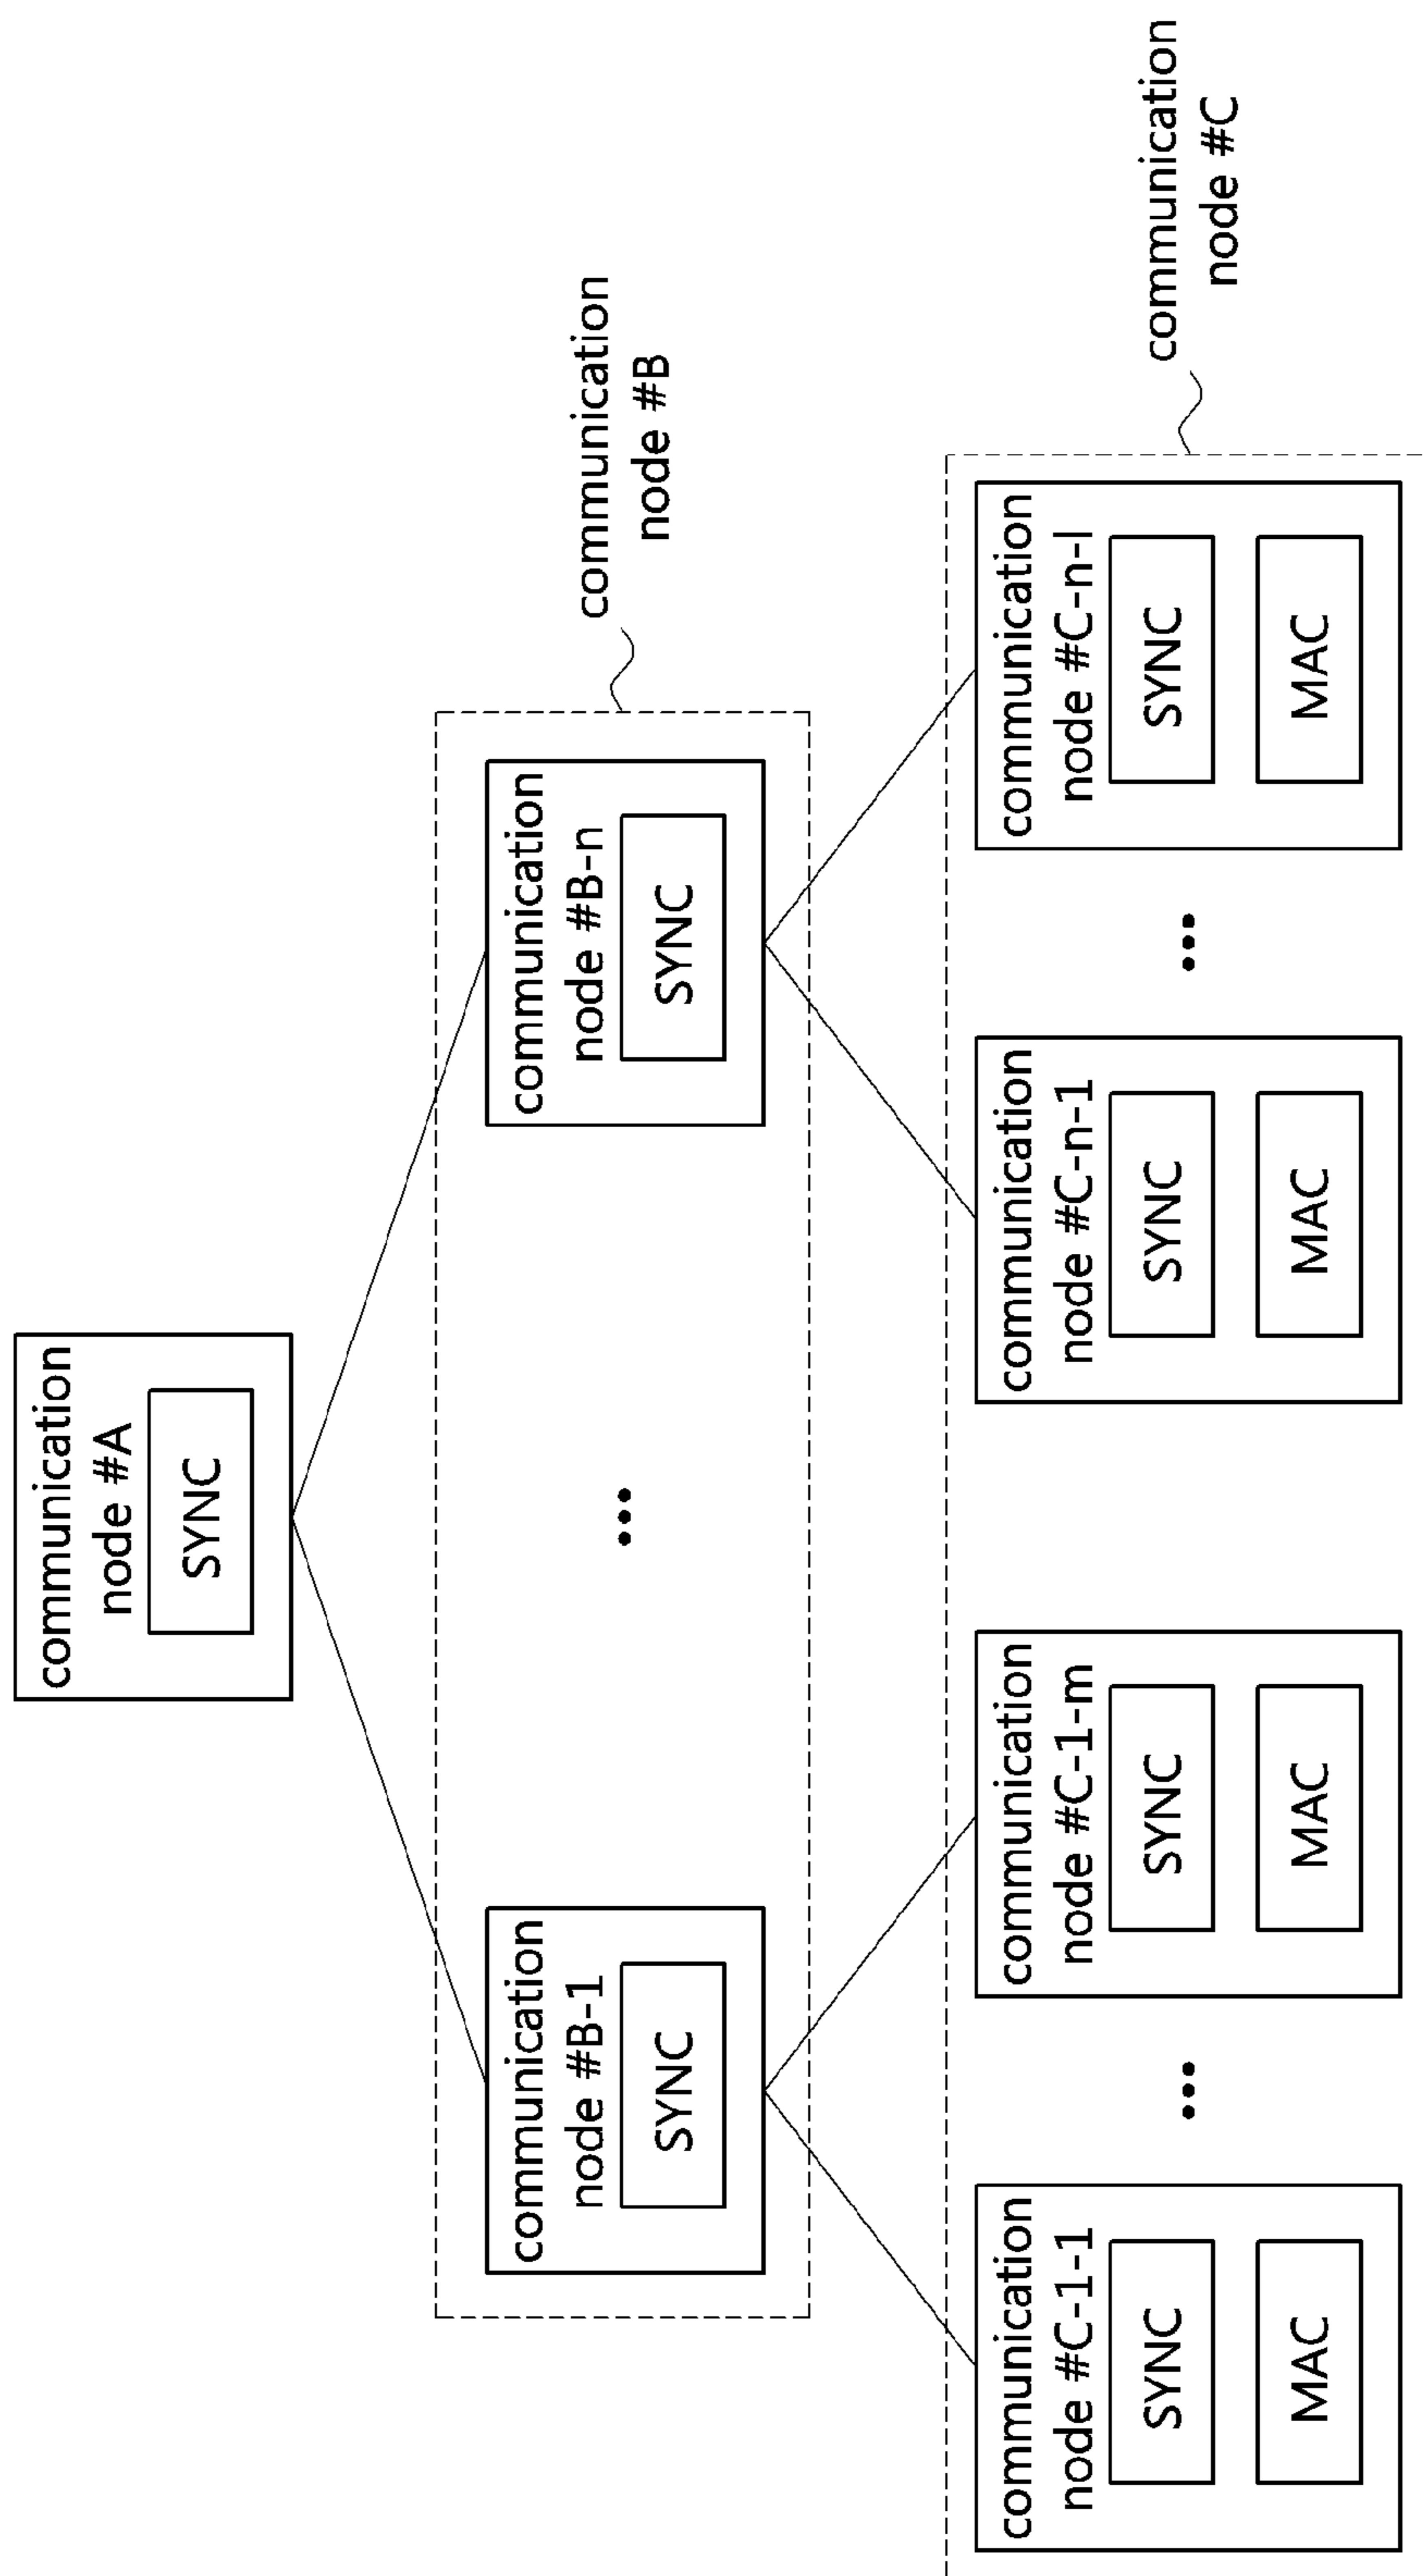 communication
node #A
SYNC
communication
node #B
communication
node #B-1
SYNC
...
communication
node #B-n
SYNC
communication
node #C
communication
node #C-1-1
SYNC
MAC
...
communication
node #C-1-m
SYNC
MAC
communication
node #C-n-1
SYNC
MAC
...
communication
node #C-n-l
SYNC
MAC